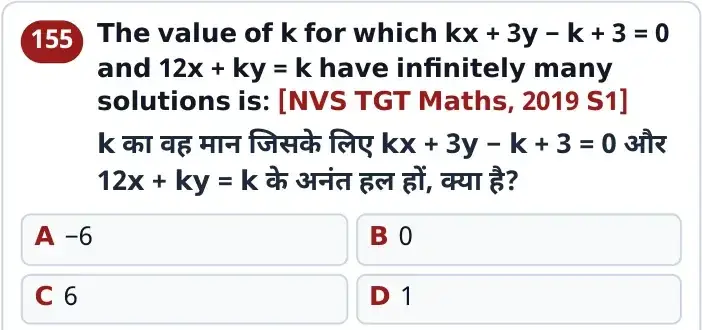 155 The value of k for which kx + 3y − k + 3 = 0
and 12x + ky = k have infinitely many
solutions is: [NVS TGT Maths, 2019 S1]
k का वह मान जिसके लिए kx + 3y − k + 3 = 0 और
12x + ky = k के अनंत हल हों, क्या है?
A −6
B 0
C 6
D 1